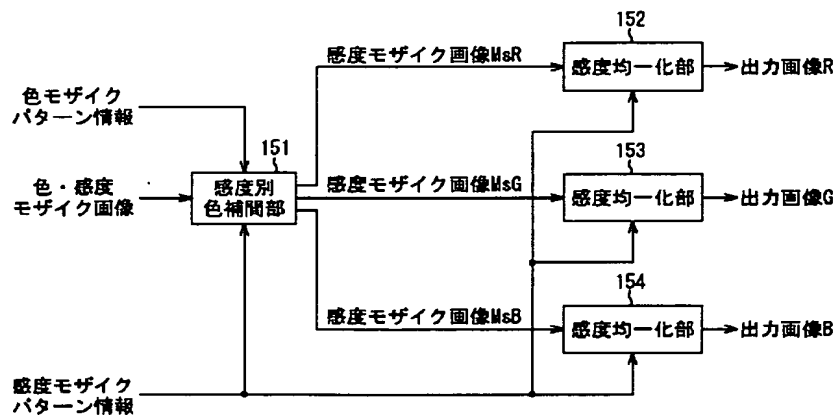 152
感度モザイク画像MsR
感度均一化部
出力画像R
色モザイク
パターン情報
151
153
色・感度
モザイク画像
感度別
色補間部
感度モザイク画像MsG
感度均一化部
出力画像G
154
感度モザイク画像MsB
感度均一化部
出力画像B
感度モザイク
パターン情報